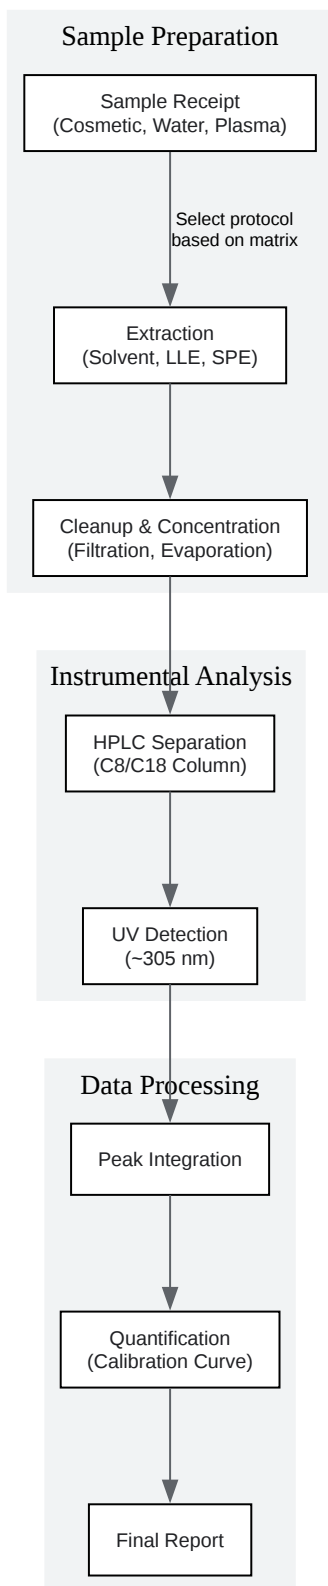 Sample Preparation
Sample Receipt
(Cosmetic, Water, Plasma)
Select protocol
based on matrix
Extraction
(Solvent, LLE, SPE)
Cleanup & Concentration
(Filtration, Evaporation)
Instrumental Analysis
HPLC Separation
(C8/C18 Column)
UV Detection
(~305 nm)
Data Processing
Peak Integration
Quantification
(Calibration Curve)
Final Report